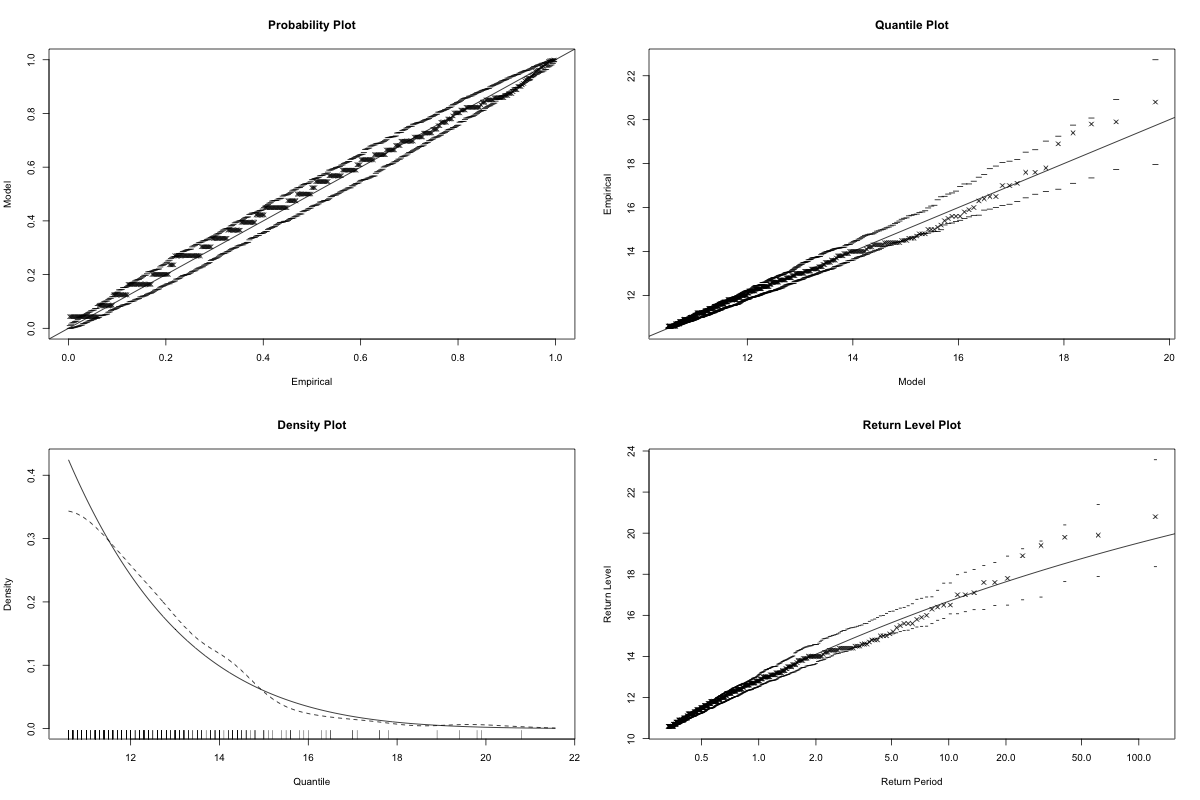 Probability Plot
Model
0.0 0.2 0.4 0.6 0.8 1.0
0.0 0.2 0.4 0.6 0.8 1.0
Empirical
Quantile Plot
Empirical
12 14 16 18 20 22
12 14 16 18 20
Model
Density Plot
Density
0.0 0.1 0.2 0.3 0.4
12 14 16 18 20 22
Quantile
Return Level Plot
Return Level
10 12 14 16 18 20 22 24
0.5 1.0 2.0 5.0 10.0 20.0 50.0 100.0
Return Period